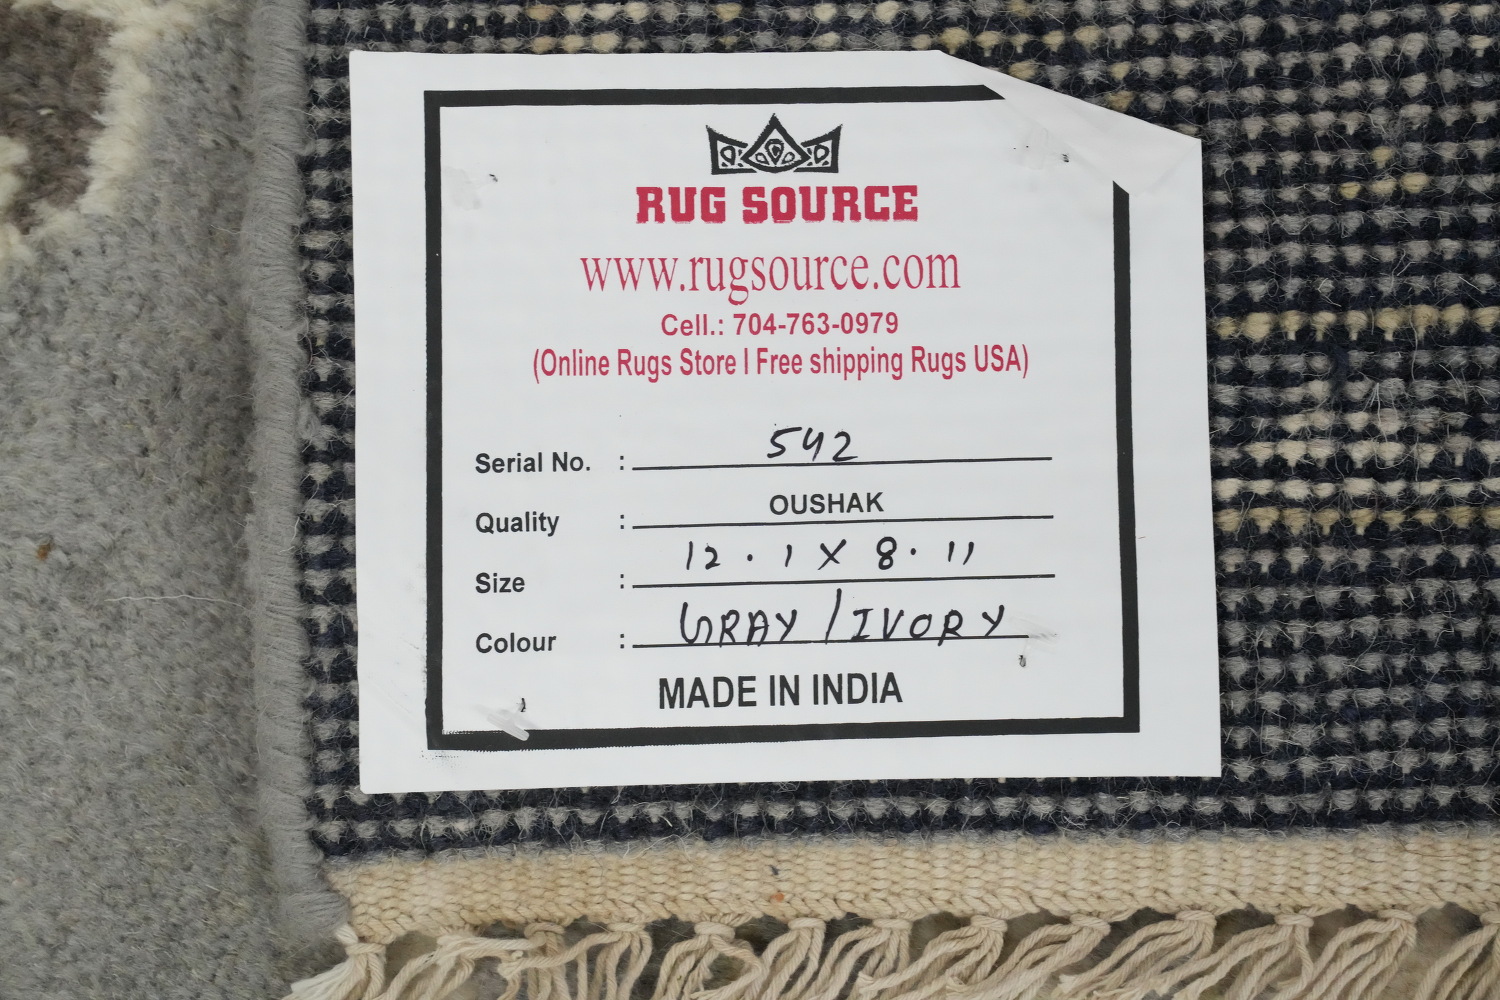 RUG SOURCE
www.rugsource.com
Cell.: 704-763-0979
(Online Rugs Store | Free shipping Rugs USA)
Serial No. : 542
Quality : OUSHAK
Size : 12.1 X 8.11
Colour : GRAY / IVORY
MADE IN INDIA